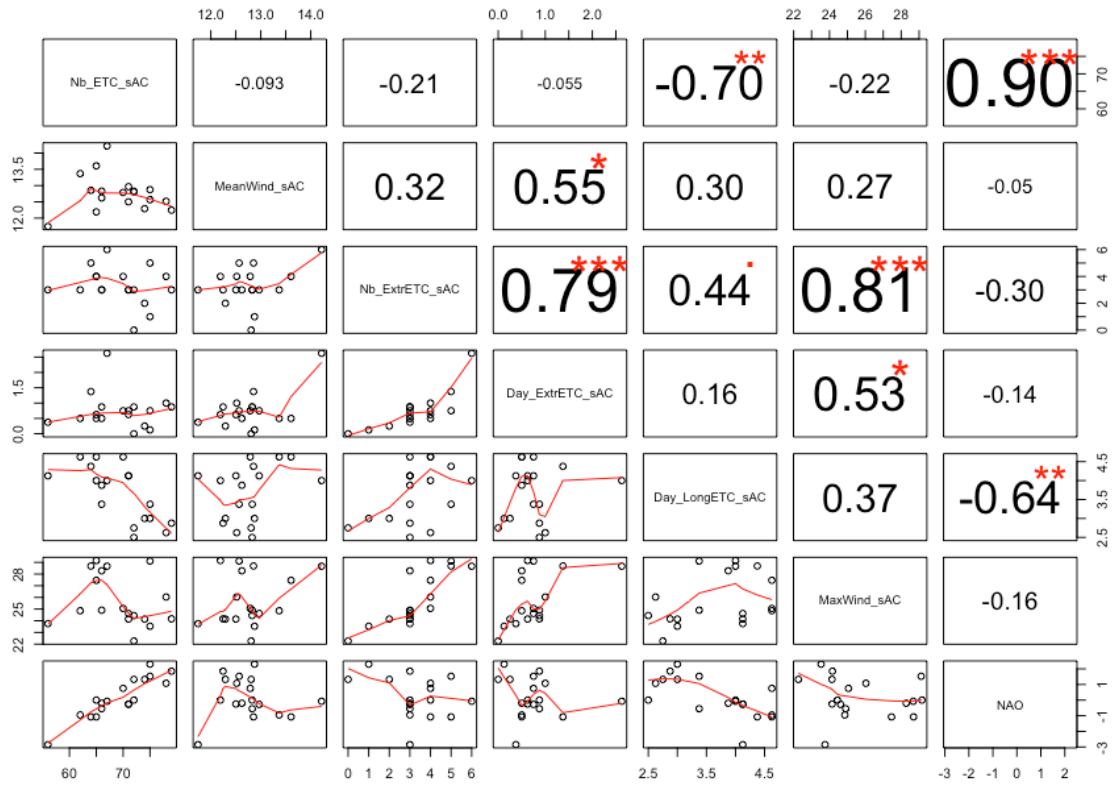 12.0 13.0 14.0 0.0 1.0 2.0 22 24 26 28
Nb_ETC_sAC -0.093 -0.21 -0.055 -0.70 ** -0.22 0.90 *** 60 70
12.0 13.5 MeanWind_sAC 0.32 0.55 * 0.30 0.27 -0.05
Nb_ExtrETC_sAC 0.79 *** 0.44 . 0.81 *** -0.30 0 2 4 6
0.0 1.5 Day_ExtrETC_sAC 0.16 0.53 * -0.14
Day_LongETC_sAC 0.37 -0.64 ** 2.5 3.5 4.5
22 25 28 MaxWind_sAC -0.16
NAO -3 -1 1
60 70 0 1 2 3 4 5 6 2.5 3.5 4.5 -3 -2 -1 0 1 2